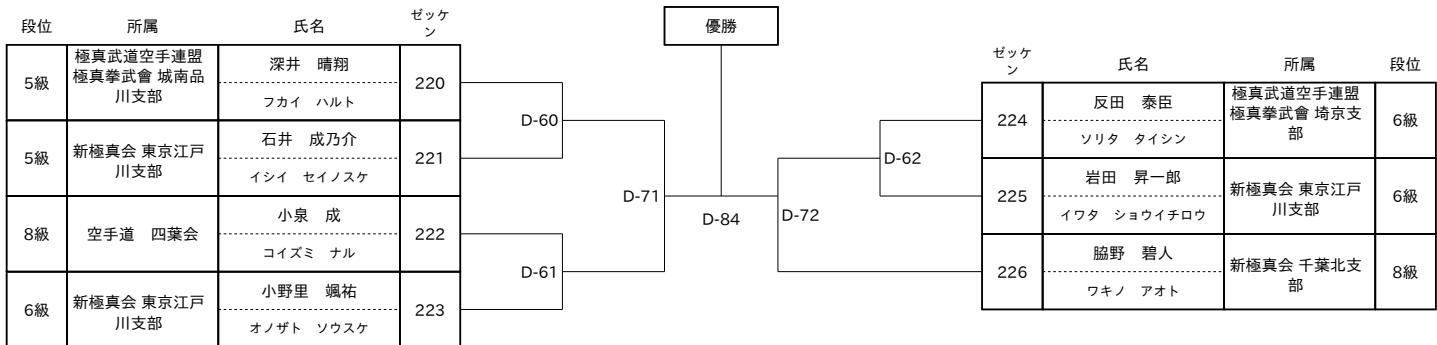 段位
所属
氏名
ゼッケ
ン
5級
極真武道空手連盟
極真拳武會 城南品
川支部
深井　晴翔
フカイ　ハルト
220
5級
新極真会 東京江戸
川支部
石井　成乃介
イシイ　セイノスケ
221
8級
空手道　四葉会
小泉　成
コイズミ　ナル
222
6級
新極真会 東京江戸
川支部
小野里　颯祐
オノザト　ソウスケ
223
D-60
D-61
D-71
優勝
D-84
D-72
D-62
ゼッケ
ン
氏名
所属
段位
224
反田　泰臣
ソリタ　タイシン
極真武道空手連盟
極真拳武會 埼京支
部
6級
225
岩田　昇一郎
イワタ　ショウイチロウ
新極真会 東京江戸
川支部
6級
226
脇野　碧人
ワキノ　アオト
新極真会 千葉北支
部
8級